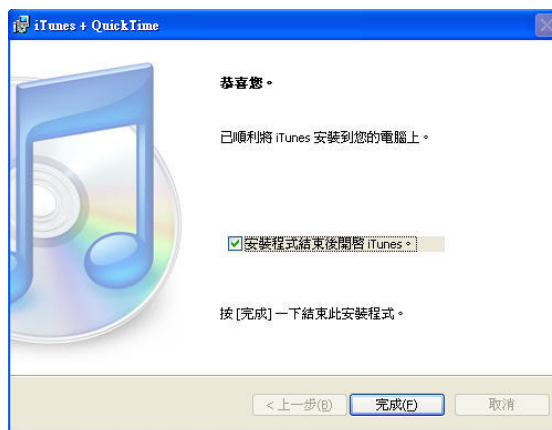 iTunes + QuickTime
恭喜您。
已順利將 iTunes 安裝到您的電腦上。
安裝程式結束後開啓 iTunes。
按 [完成] 一下結束此安裝程式。
< 上一步(B) 完成(F) 取消